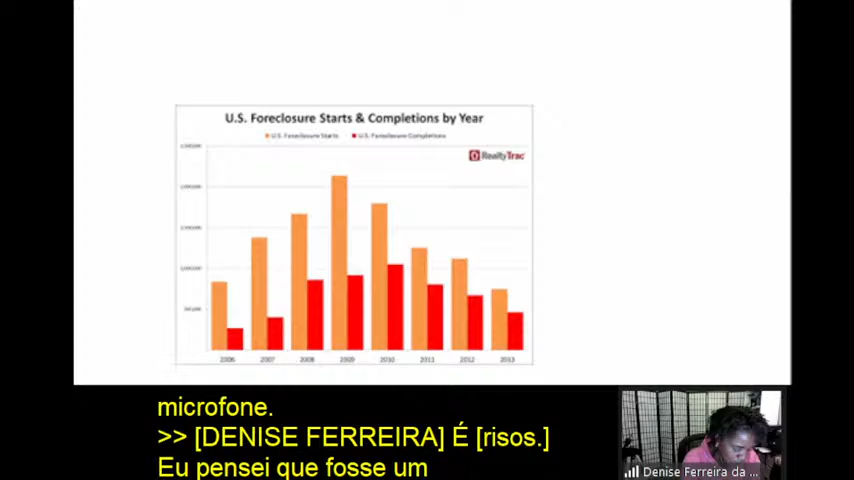 U.S. Foreclosure Starts & Completions by Year
U.S. Foreclosure Starts U.S. Foreclosure Completions
RealtyTrac
2006 2007 2008 2009 2010 2011 2012 2013
microfone.
>> [DENISE FERREIRA] É [risos.]
Eu pensei que fosse um
Denise Ferreira da ...